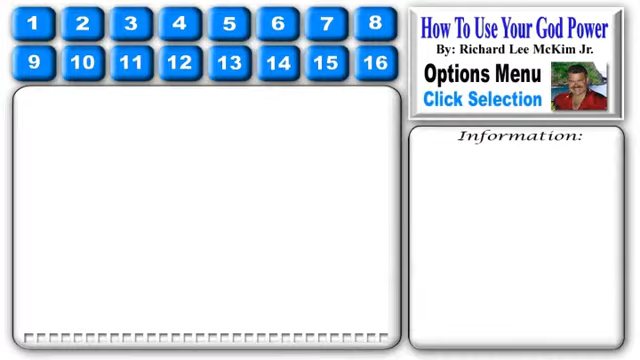 1 2 3 4 5 6 7 8
9 10 11 12 13 14 15 16
How To Use Your God Power
By: Richard Lee McKim Jr.
Options Menu
Click Selection
Information: